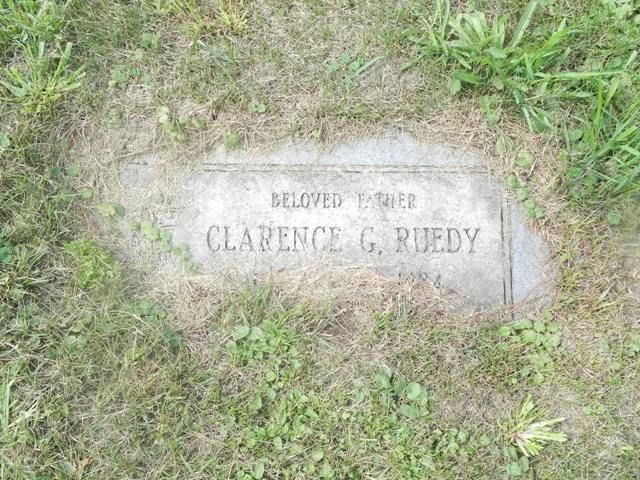 BELOVED FATHER
CLARENCE G. RUEDY